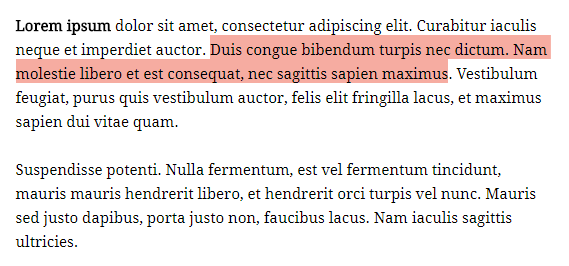 Lorem ipsum dolor sit amet, consectetur adipiscing elit. Curabitur iaculis
neque et imperdiet auctor. Duis congue bibendum turpis nec dictum. Nam
molestie libero et est consequat, nec sagittis sapien maximus. Vestibulum
feugiat, purus quis vestibulum auctor, felis elit fringilla lacus, et maximus
sapien dui vitae quam.
Suspendisse potenti. Nulla fermentum, est vel fermentum tincidunt,
mauris mauris hendrerit libero, et hendrerit orci turpis vel nunc. Mauris
sed justo dapibus, porta justo non, faucibus lacus. Nam iaculis sagittis
ultricies.